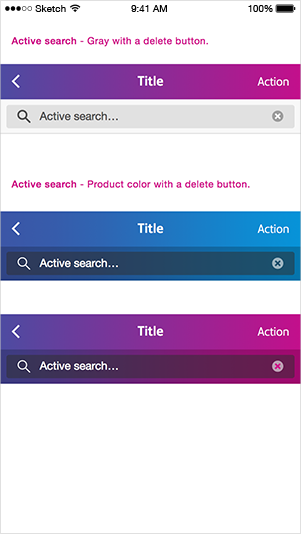 Sketch 9:41 AM 100%
Active search - Gray with a delete button.
Title Action
Active search...
Active search - Product color with a delete button.
Title Action
Active search...
Title Action
Active search...